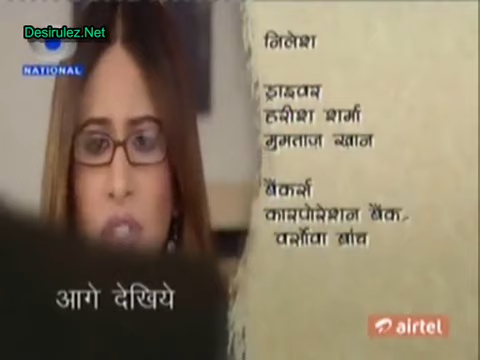 Desirulez.Net
NATIONAL
निलेश
ड्राइवर
हरीश शर्मा
मुमताज़ खान
बैंकर्स
कारपोरेशन बैंक
वर्सोवा ब्रांच
आगे देखिये
airtel